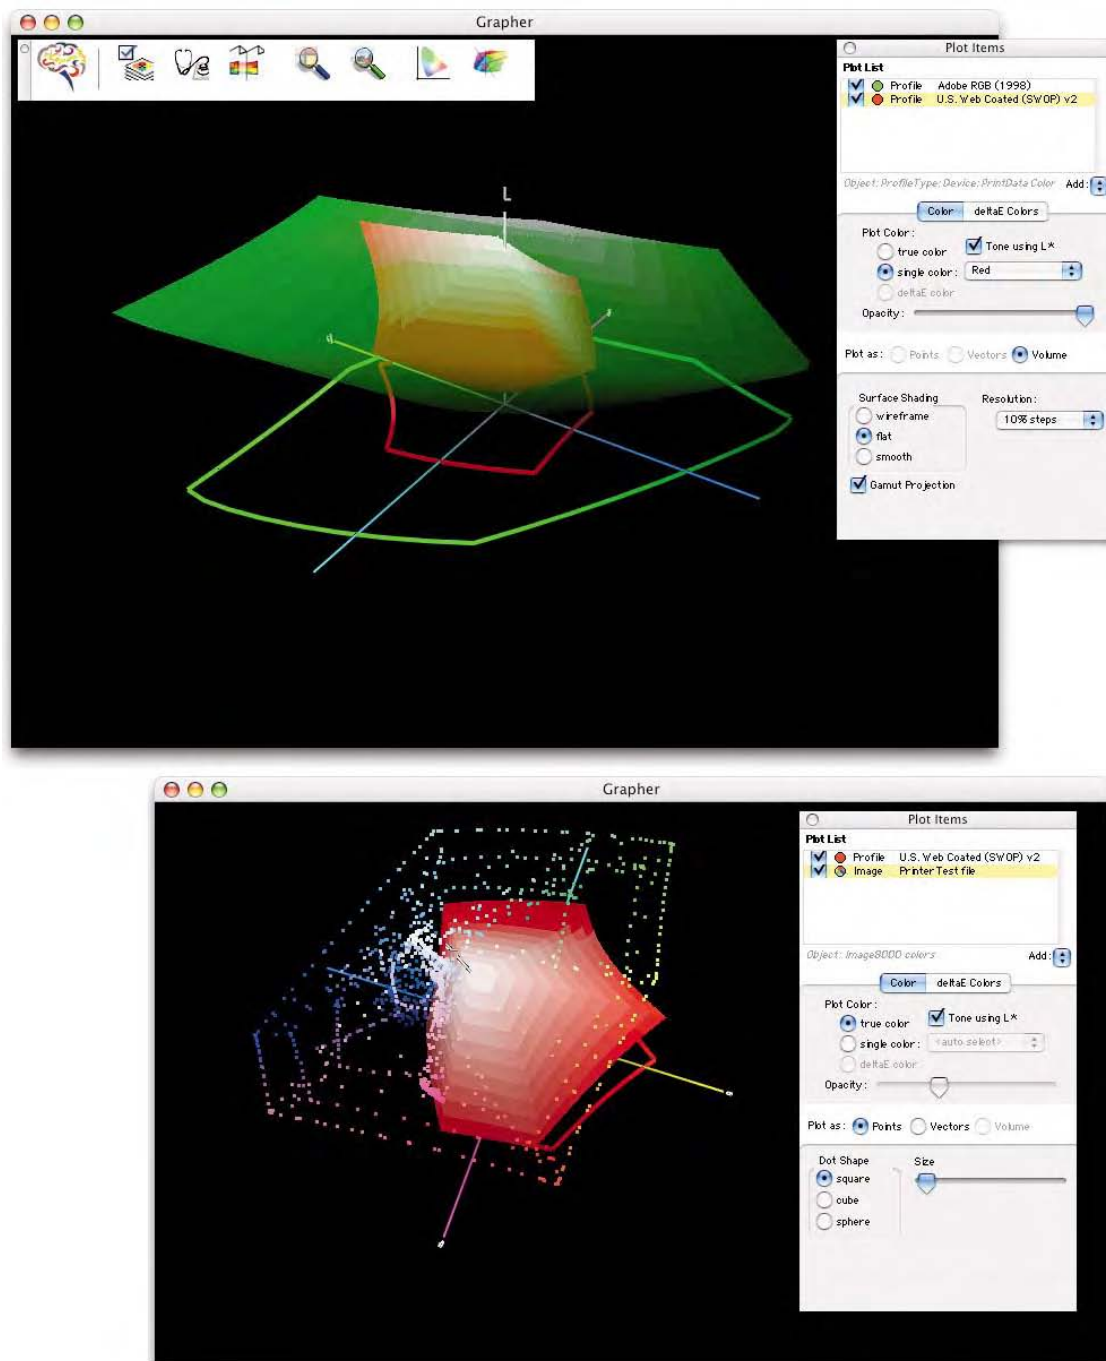 Grapher
Plot Items
Plot List
Profile Adobe RGB (1998)
Profile U.S. Web Coated (SWOP) v2
Object: ProfileType: Device: PrintData Color Add:
Color deltaE Colors
Plot Color:
true color Tone using L*
single color: Red
deltaE color
Opacity:
Plot as: Points Vectors Volume
Surface Shading Resolution:
wireframe 10% steps
flat
smooth
Gamut Projection
L
Grapher
Plot Items
Plot List
Profile U.S. Web Coated (SWOP) v2
Image Printer Test file
Object: Image8000 colors Add:
Color deltaE Colors
Plot Color:
true color Tone using L*
single color: <auto select>
deltaE color
Opacity:
Plot as: Points Vectors Volume
Dot Shape Size
square
cube
sphere